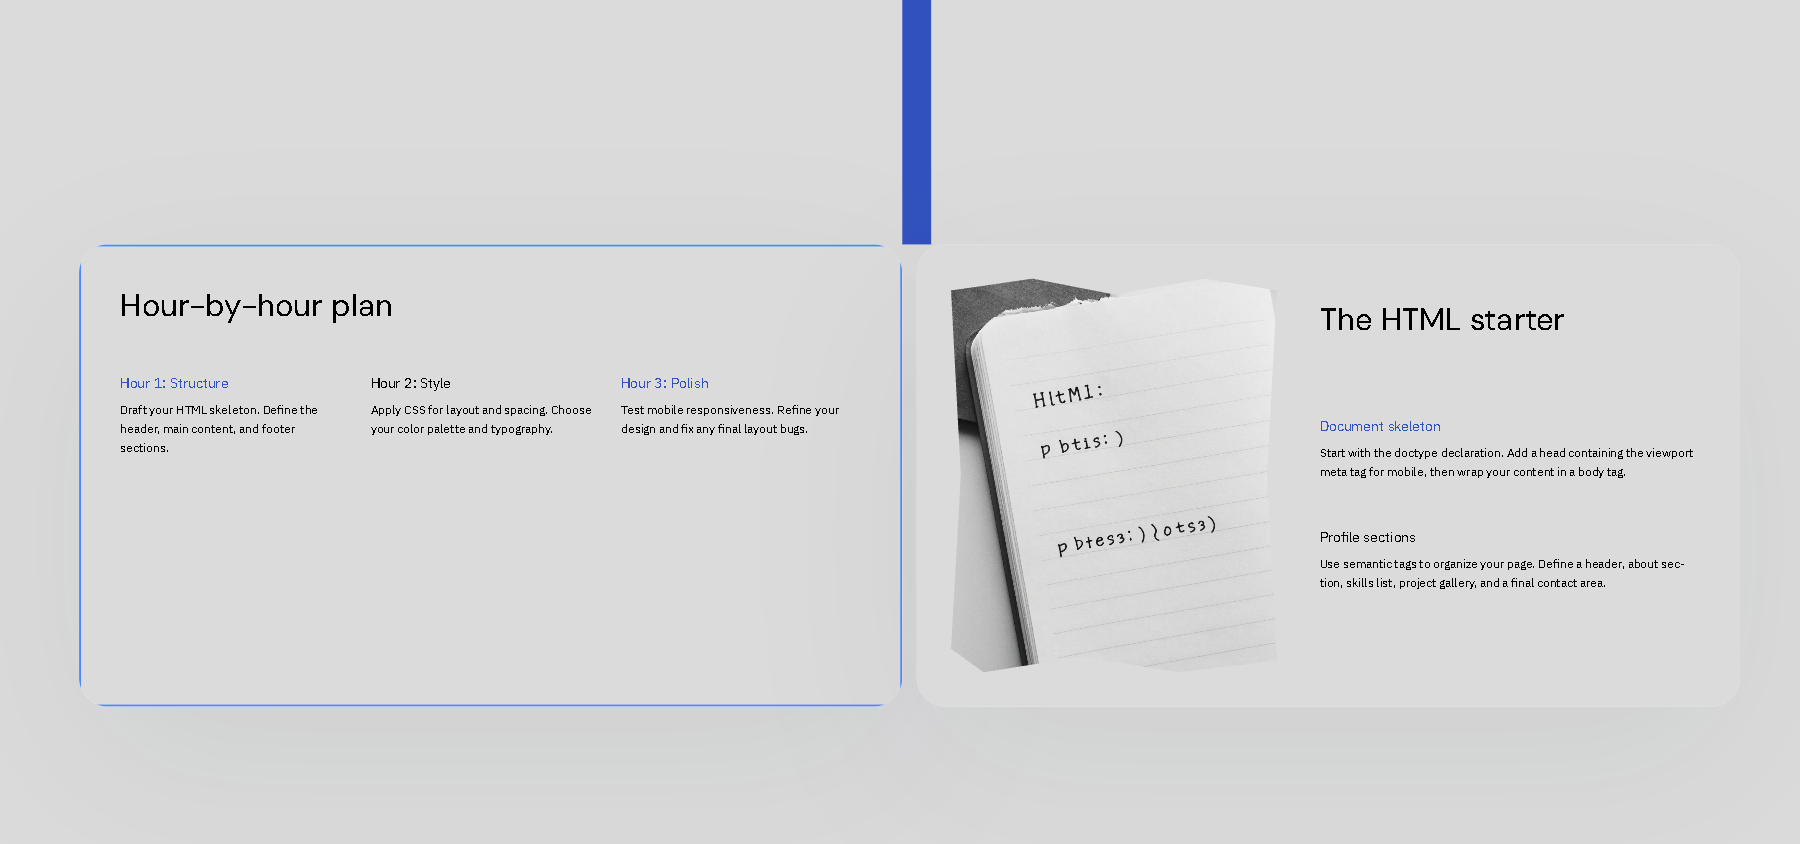 Hour-by-hour plan
Hour 1: Structure
Draft your HTML skeleton. Define the
header, main content, and footer
sections.
Hour 2: Style
Apply CSS for layout and spacing. Choose
your color palette and typography.
Hour 3: Polish
Test mobile responsiveness. Refine your
design and fix any final layout bugs.
HltMl:
p btis: )
The HTML starter
Document skeleton
Start with the doctype declaration. Add a head containing the viewport
meta tag for mobile, then wrap your content in a body tag.
Profile sections
Use semantic tags to organize your page. Define a header, about sec-
tion, skills list, project gallery, and a final contact area.